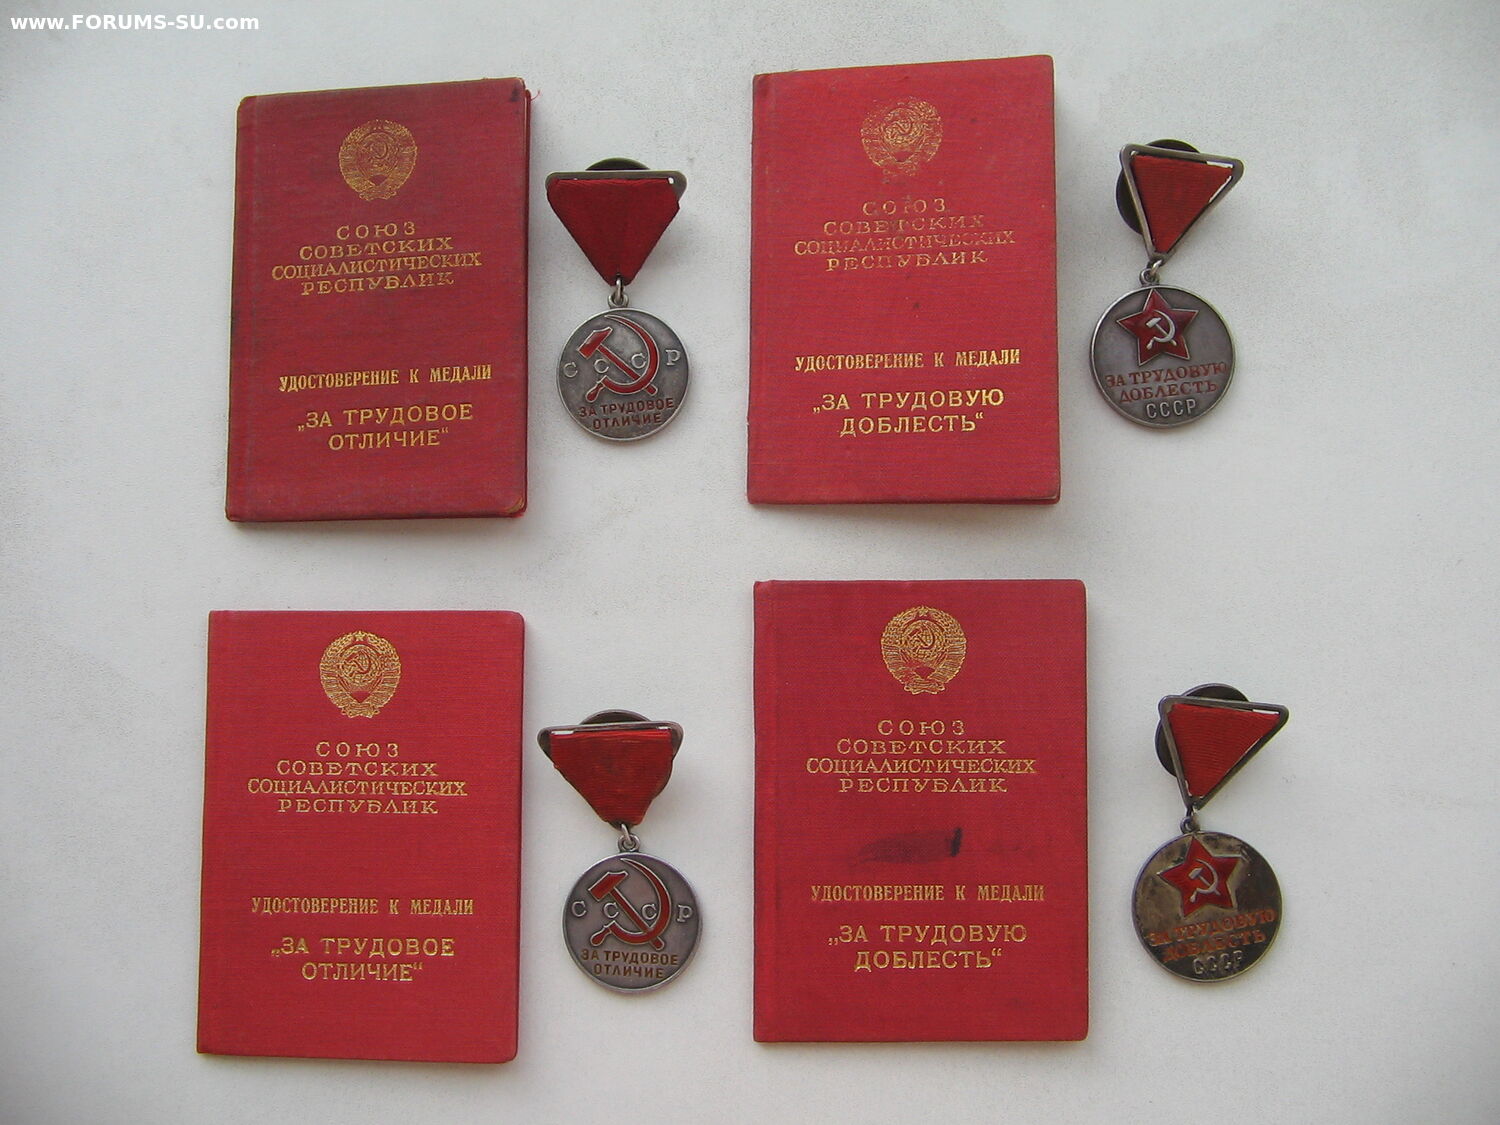 www.FORUMS-SU.com
СОЮЗ
СОВЕТСКИХ
СОЦИАЛИСТИЧЕСКИХ
РЕСПУБЛИК
УДОСТОВЕРЕНИЕ К МЕДАЛИ
„ЗА ТРУДОВОЕ
ОТЛИЧИЕ“
С С С Р
ЗА ТРУДОВОЕ
ОТЛИЧИЕ
СОЮЗ
СОВЕТСКИХ
СОЦИАЛИСТИЧЕСКИХ
РЕСПУБЛИК
УДОСТОВЕРЕНИЕ К МЕДАЛИ
„ЗА ТРУДОВУЮ
ДОБЛЕСТЬ“
ЗА ТРУДОВУЮ
ДОБЛЕСТЬ
СССР
СОЮЗ
СОВЕТСКИХ
СОЦИАЛИСТИЧЕСКИХ
РЕСПУБЛИК
УДОСТОВЕРЕНИЕ К МЕДАЛИ
„ЗА ТРУДОВОЕ
ОТЛИЧИЕ“
С С С Р
ЗА ТРУДОВОЕ
ОТЛИЧИЕ
СОЮЗ
СОВЕТСКИХ
СОЦИАЛИСТИЧЕСКИХ
РЕСПУБЛИК
УДОСТОВЕРЕНИЕ К МЕДАЛИ
„ЗА ТРУДОВУЮ
ДОБЛЕСТЬ“
ЗА ТРУДОВУЮ
ДОБЛЕСТЬ
СССР